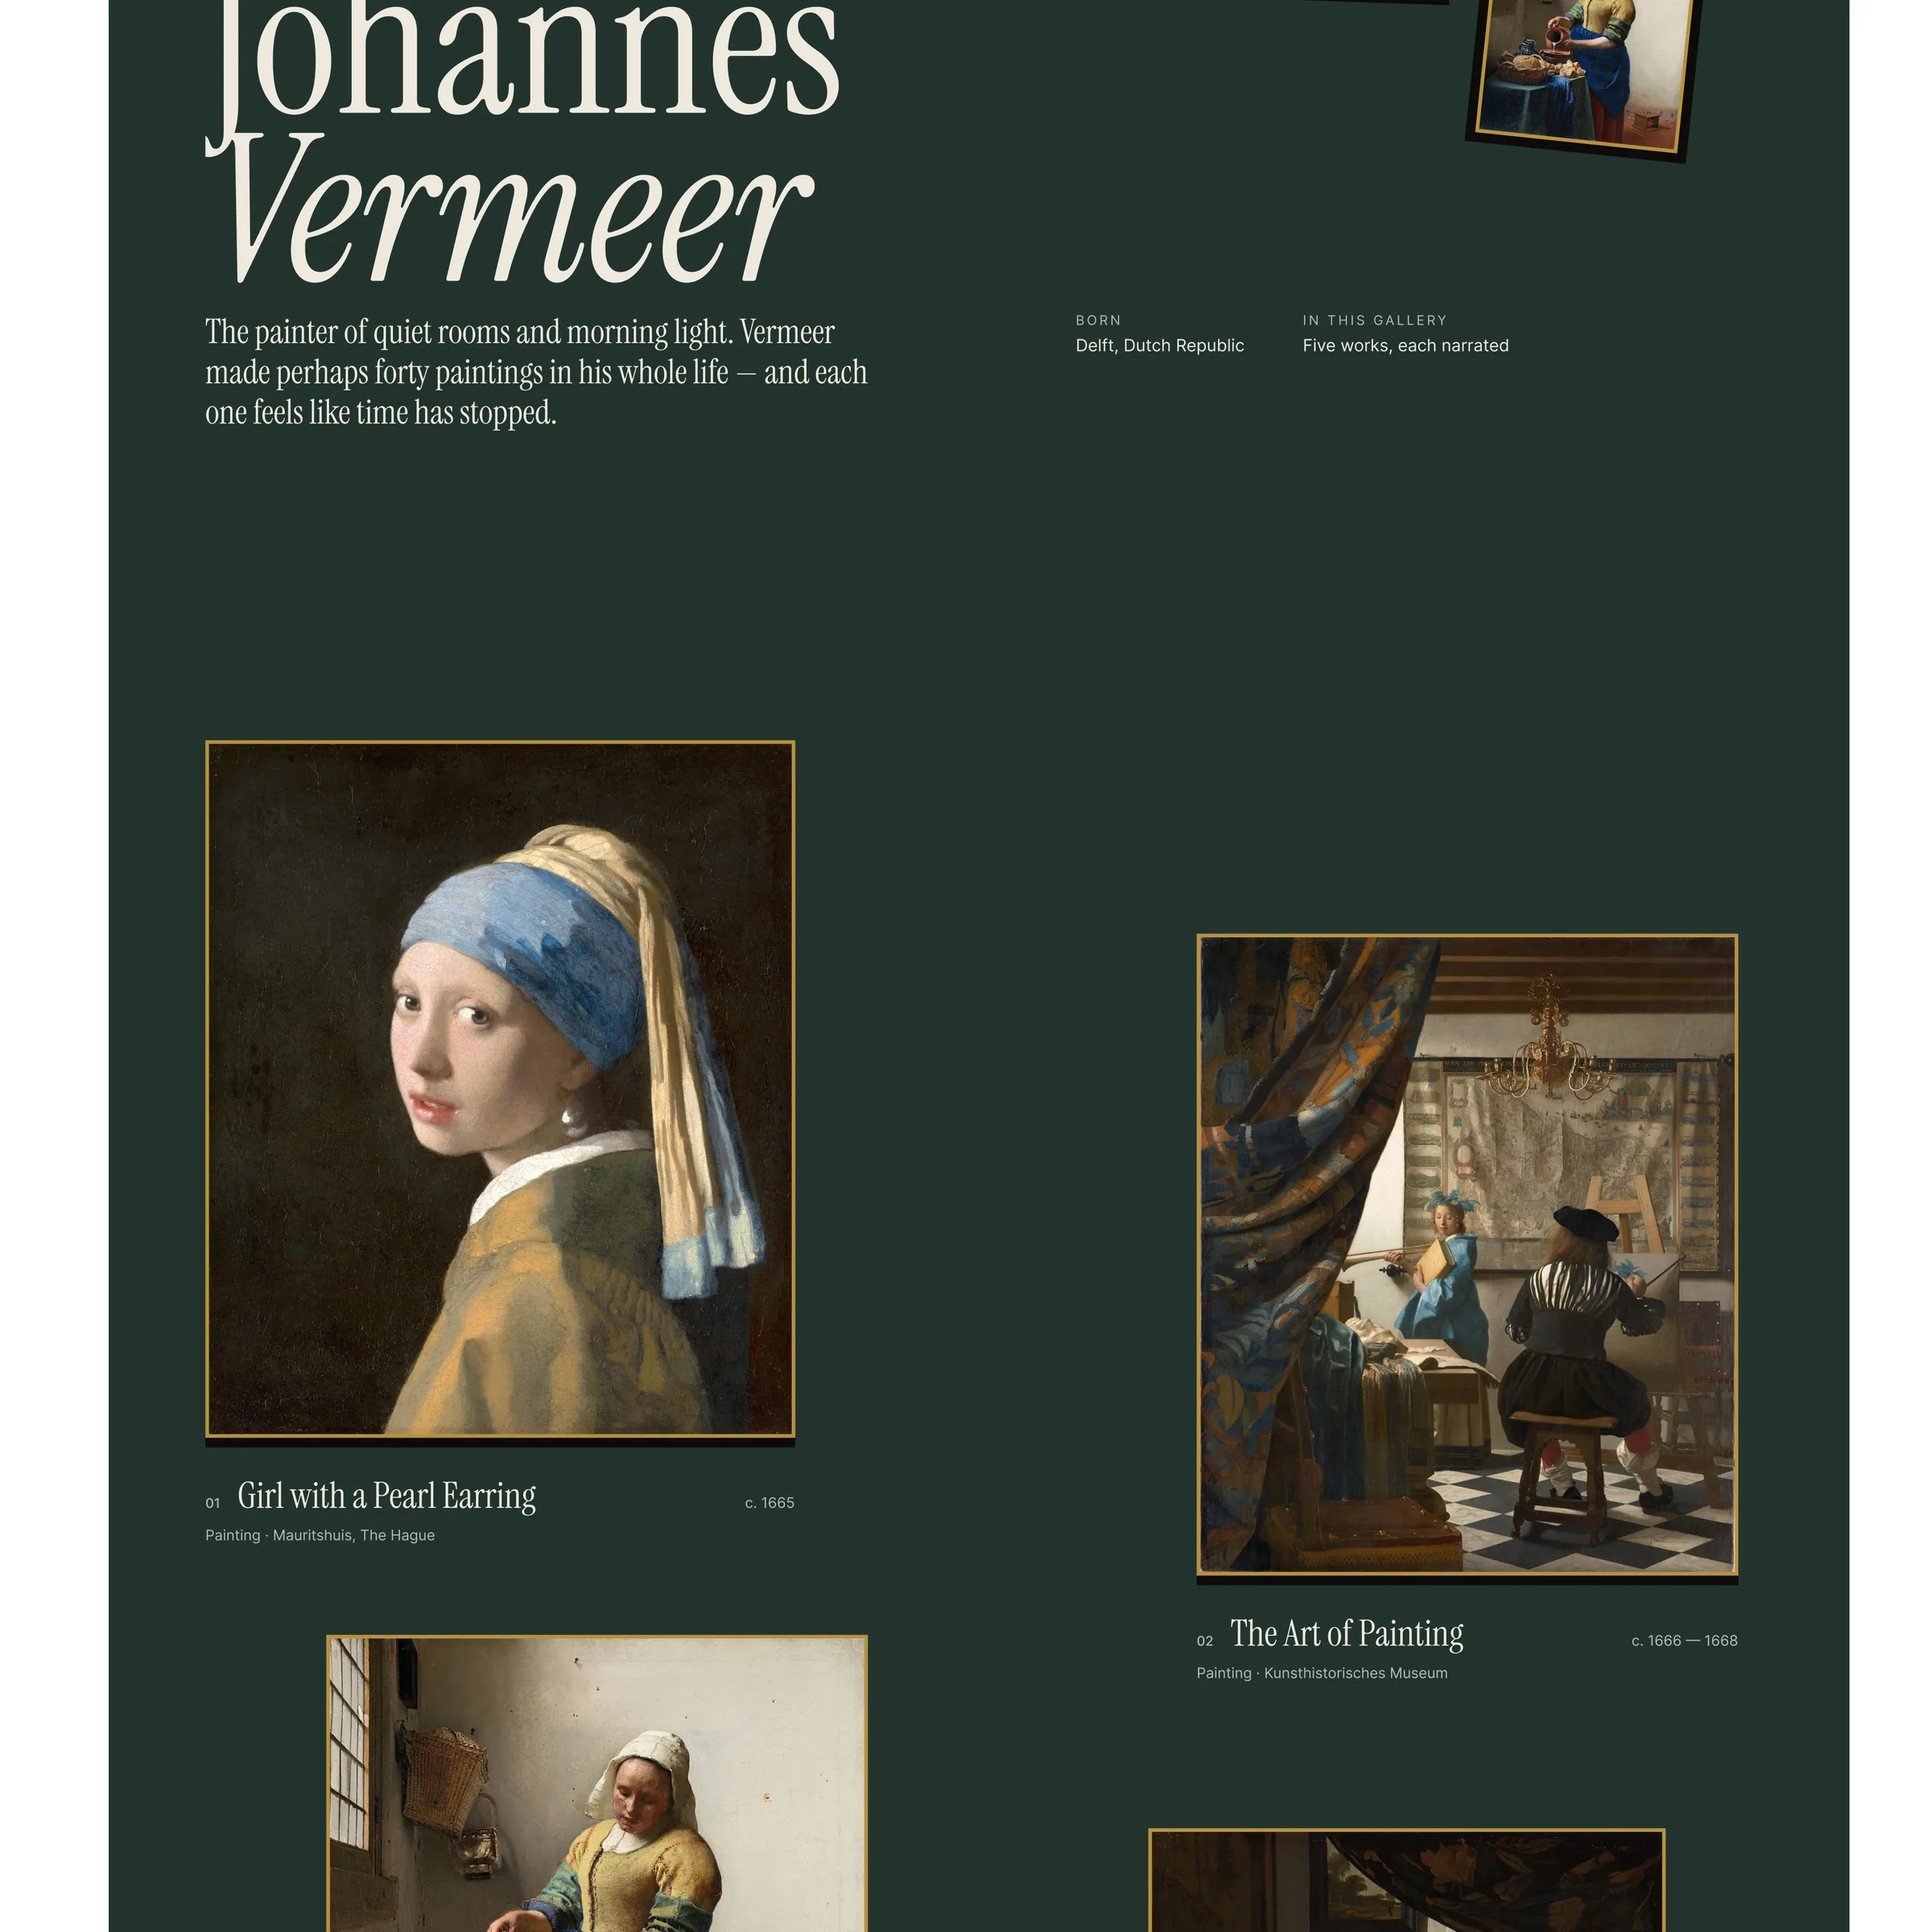 Johannes
Vermeer
The painter of quiet rooms and morning light. Vermeer
made perhaps forty paintings in his whole life — and each
one feels like time has stopped.
BORN
Delft, Dutch Republic
IN THIS GALLERY
Five works, each narrated
01 Girl with a Pearl Earring c. 1665
Painting · Mauritshuis, The Hague
02 The Art of Painting c. 1666 — 1668
Painting · Kunsthistorisches Museum